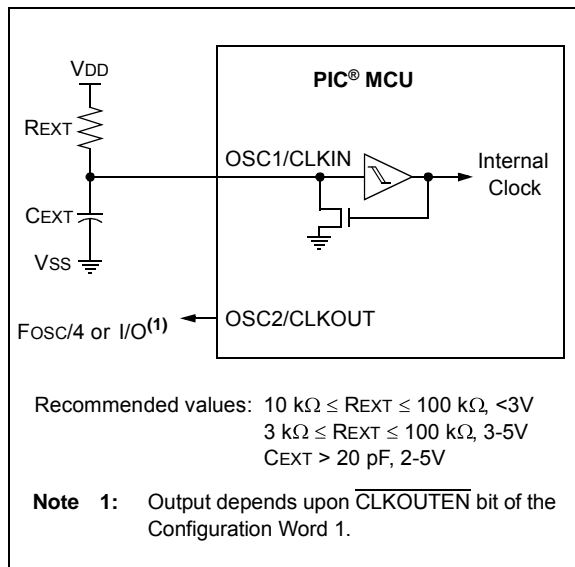 VDD
PIC® MCU
REXT
OSC1/CLKIN
Internal
Clock
CEXT
VSS
OSC2/CLKOUT
FOSC/4 or I/O(1)
Recommended values: 10 kΩ ≤ REXT ≤ 100 kΩ, <3V
3 kΩ ≤ REXT ≤ 100 kΩ, 3-5V
CEXT > 20 pF, 2-5V
Note 1: Output depends upon CLKOUTEN bit of the
Configuration Word 1.